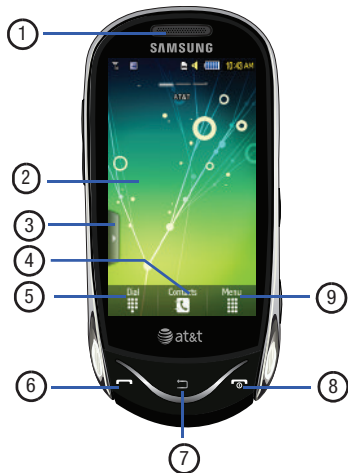 1
SAMSUNG
10:43 AM
AT&T
2
3
4
5
Dial
Contacts
Menu
9
at&t
6
7
8